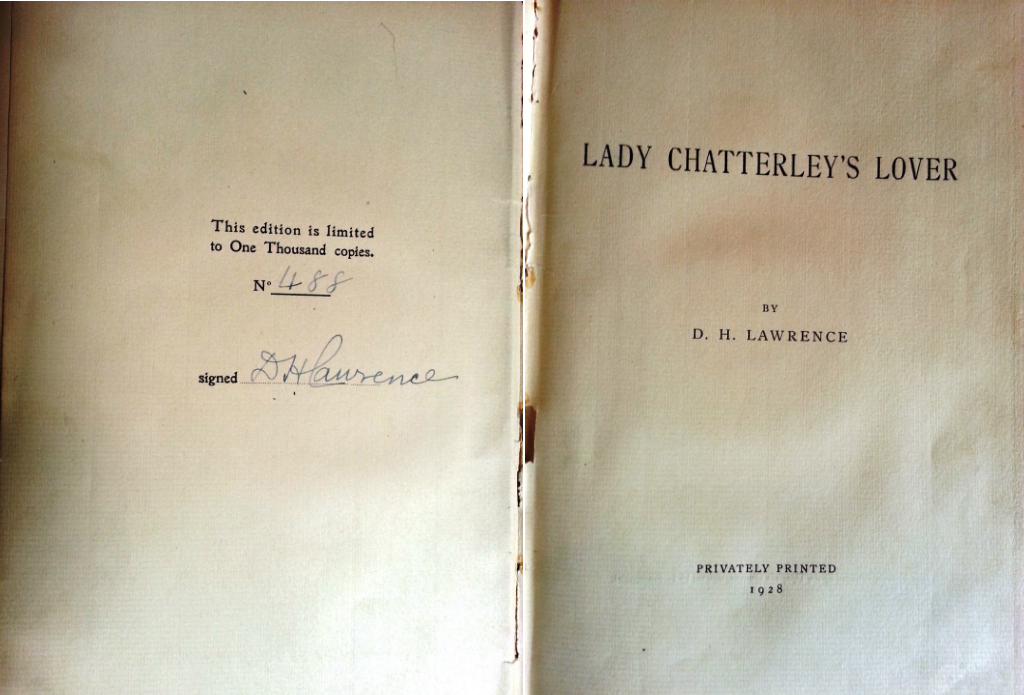 This edition is limited
to One Thousand copies.
Nº 488
signed DHLawrence
LADY CHATTERLEY'S LOVER
BY
D. H. LAWRENCE
PRIVATELY PRINTED
1928